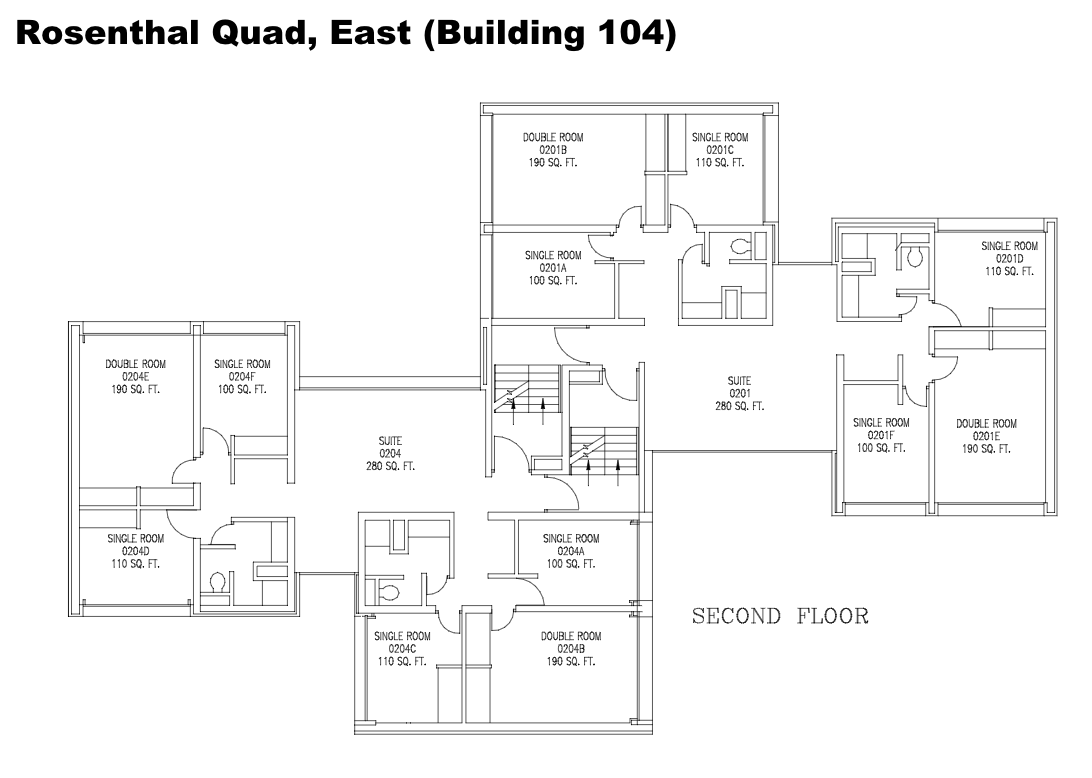 Rosenthal Quad, East (Building 104)
DOUBLE ROOM
0201B
190 SQ. FT.
SINGLE ROOM
0201C
110 SQ. FT.
SINGLE ROOM
0201A
100 SQ. FT.
SINGLE ROOM
0201D
110 SQ. FT.
DOUBLE ROOM
0204E
190 SQ. FT.
SINGLE ROOM
0204F
100 SQ. FT.
SUITE
0201
280 SQ. FT.
SINGLE ROOM
0201F
100 SQ. FT.
DOUBLE ROOM
0201E
190 SQ. FT.
SUITE
0204
280 SQ. FT.
SINGLE ROOM
0204D
110 SQ. FT.
SINGLE ROOM
0204A
100 SQ. FT.
SECOND FLOOR
SINGLE ROOM
0204C
110 SQ. FT.
DOUBLE ROOM
0204B
190 SQ. FT.